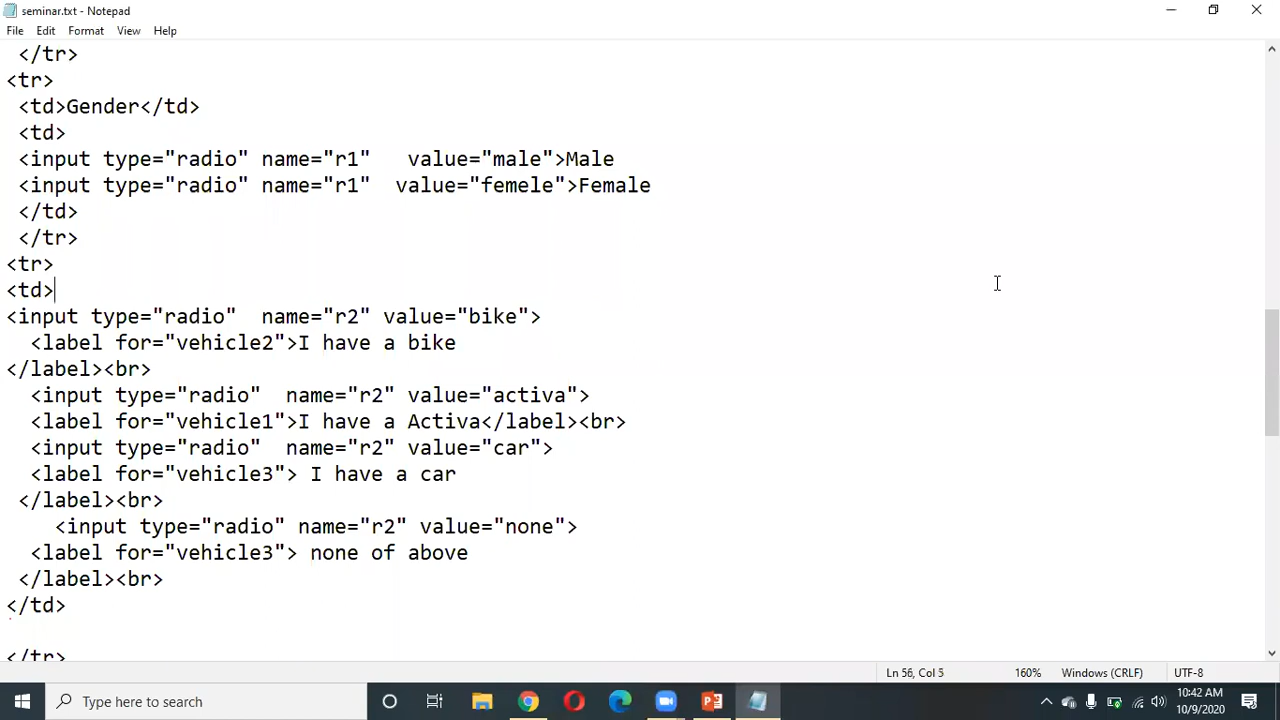 seminar.txt - Notepad
File Edit Format View Help
</tr>
<tr>
<td>Gender</td>
<td>
<input type="radio" name="r1"   value="male">Male
<input type="radio" name="r1"  value="femele">Female
</td>
</tr>
<tr>
<td>
<input type="radio"  name="r2" value="bike">
<label for="vehicle2">I have a bike
</label><br>
<input type="radio"  name="r2" value="activa">
<label for="vehicle1">I have a Activa</label><br>
<input type="radio"  name="r2" value="car">
<label for="vehicle3"> I have a car
</label><br>
<input type="radio" name="r2" value="none">
<label for="vehicle3"> none of above
</label><br>
</td>
</tr>
Ln 56, Col 5 160% Windows (CRLF) UTF-8
Type here to search
10:42 AM
10/9/2020